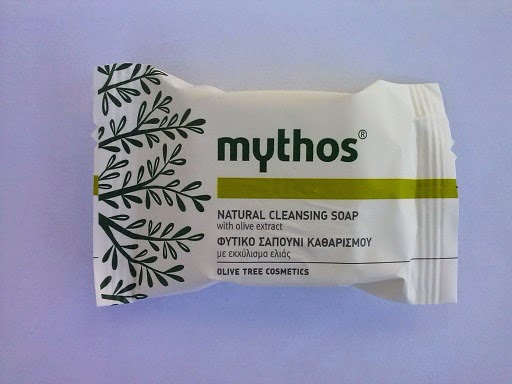 mythos®
NATURAL CLEANSING SOAP
with olive extract
ΦΥΤΙΚΟ ΣΑΠΟΥΝΙ ΚΑΘΑΡΙΣΜΟΥ
με εκχύλισμα ελιάς
OLIVE TREE COSMETICS